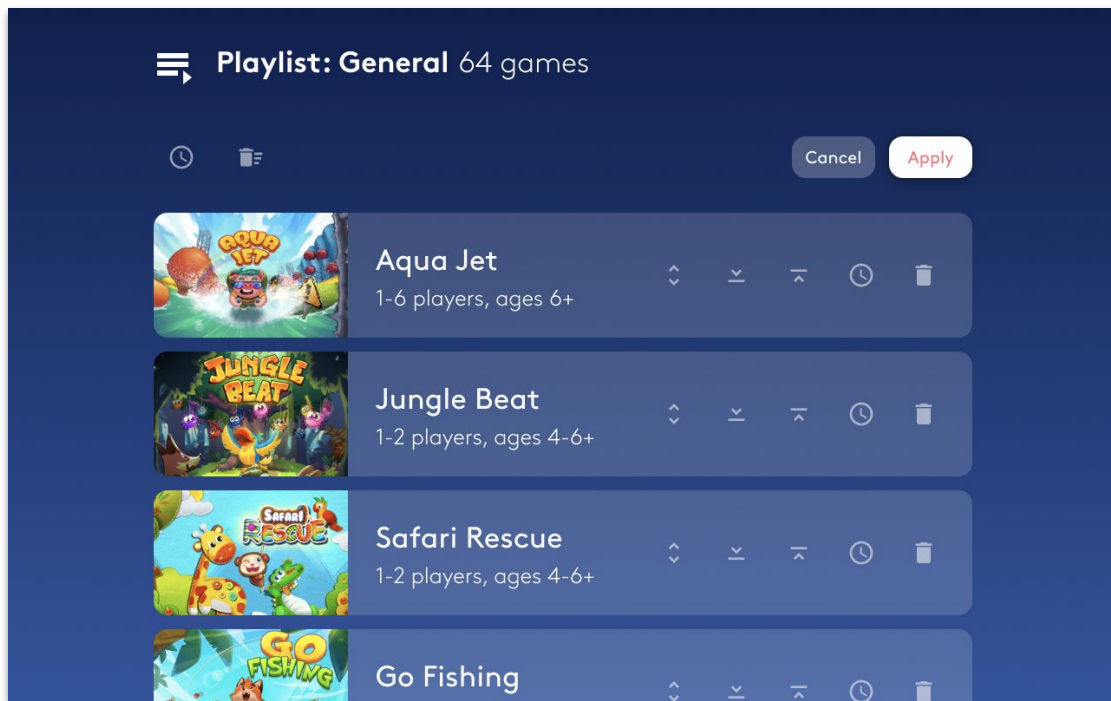 Playlist: General 64 games
Cancel
Apply
AQUA
JET
Aqua Jet
1-6 players, ages 6+
JUNGLE
BEAT
Jungle Beat
1-2 players, ages 4-6+
SAFARI
RESCUE
Safari Rescue
1-2 players, ages 4-6+
GO
FISHING
Go Fishing